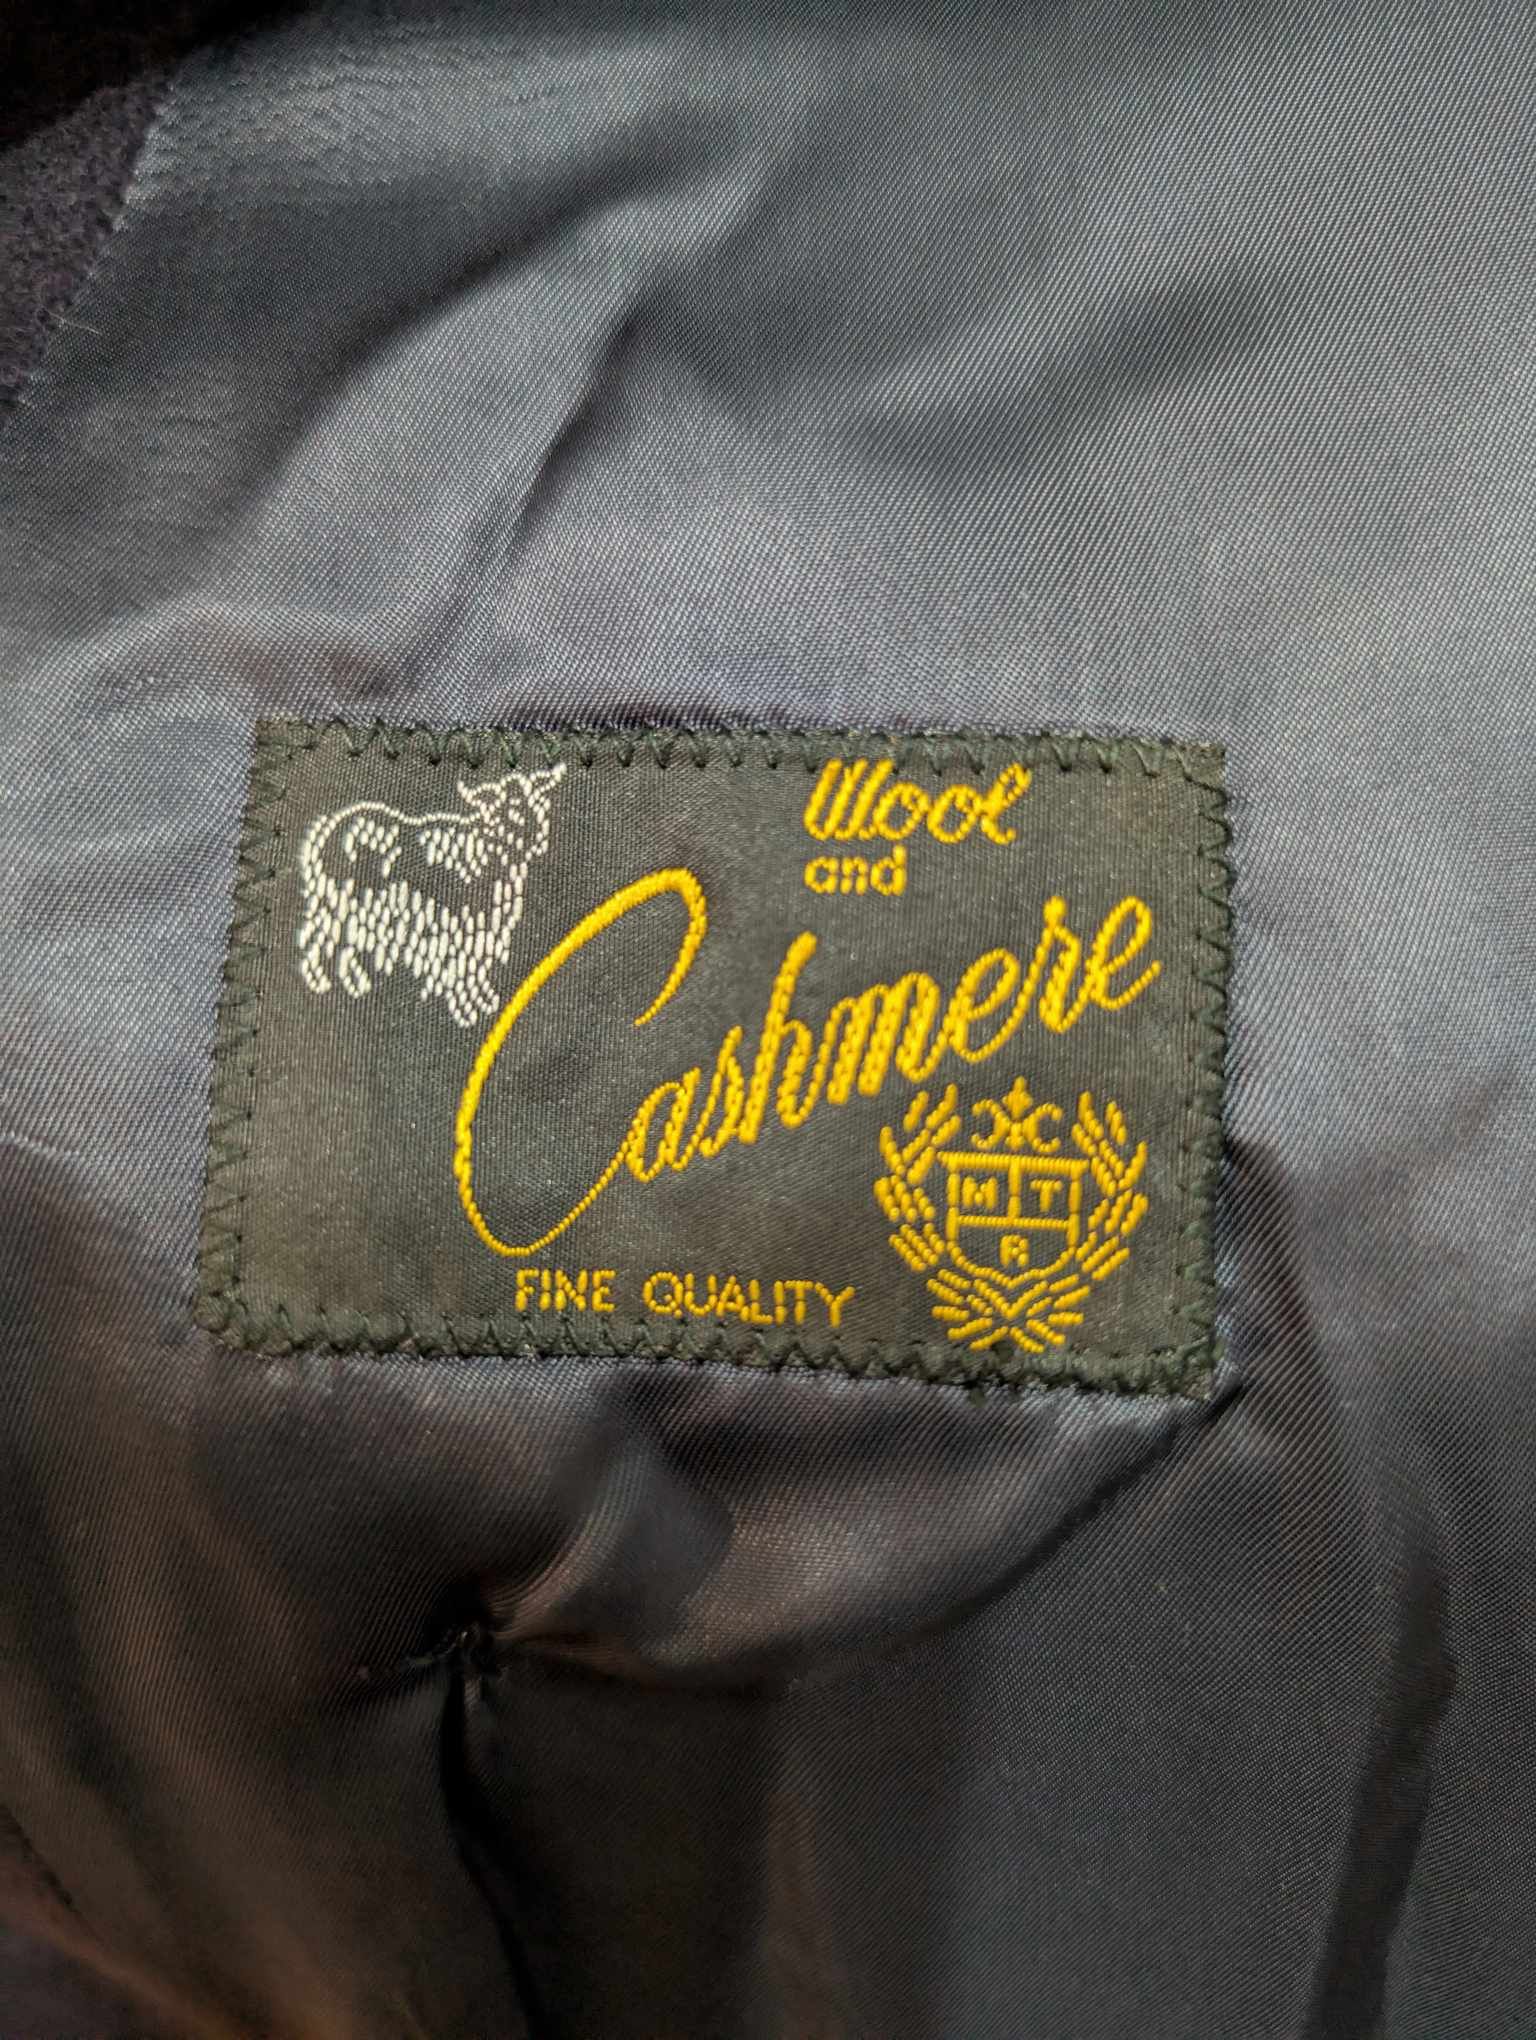 Wool
and
Cashmere
M T
R
FINE QUALITY